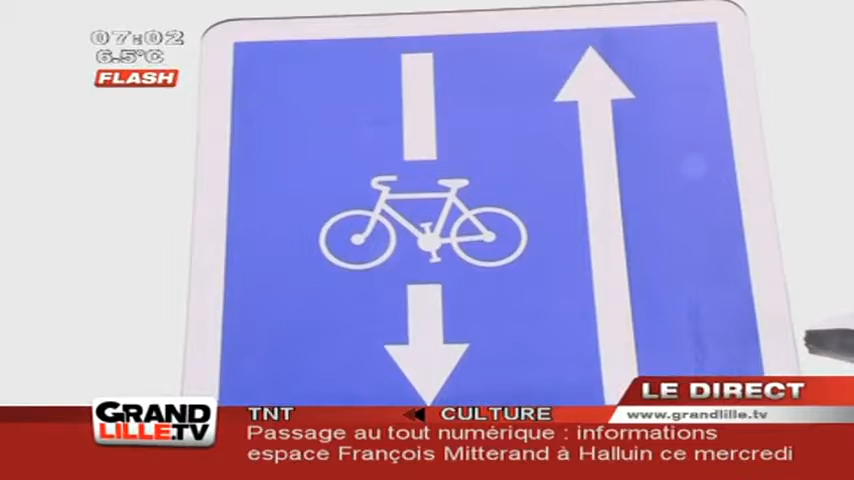 07:02
6.5°C
FLASH
LE DIRECT
www.grandlille.tv
GRAND
LILLE.TV
TNT CULTURE
Passage au tout numérique : informations
espace François Mitterand à Halluin ce mercredi